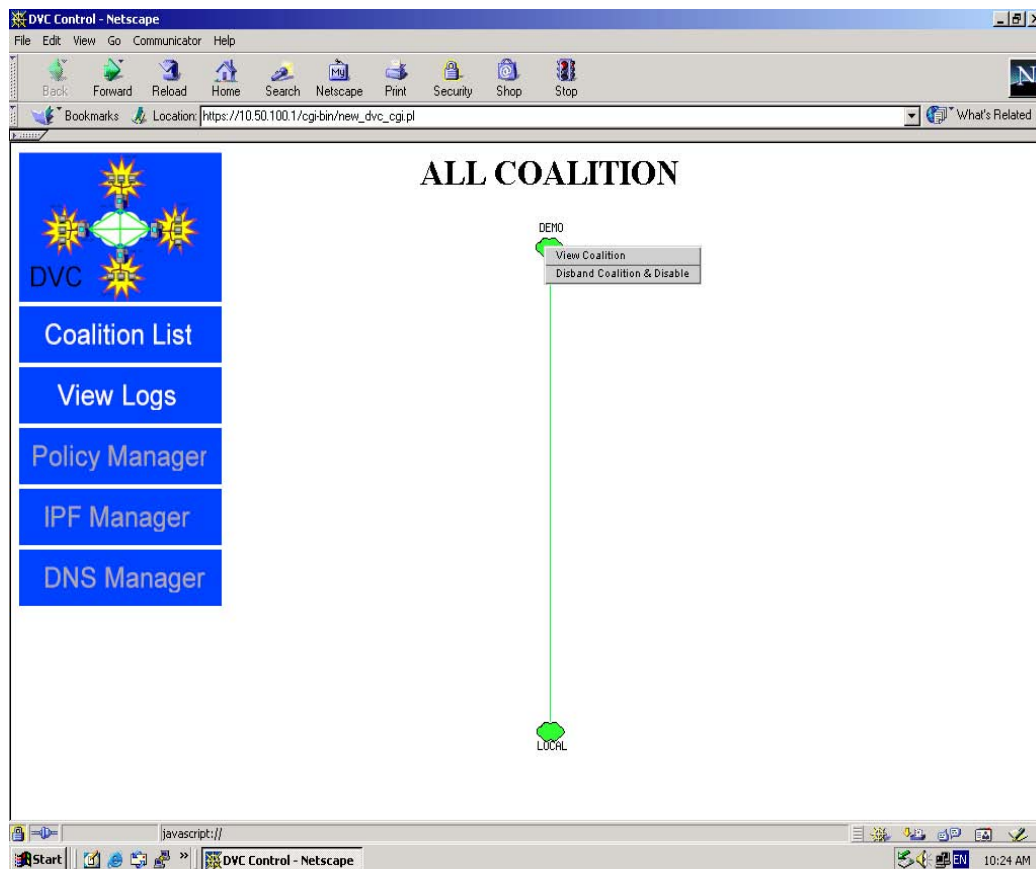 DVC Control - Netscape
File Edit View Go Communicator Help
Back Forward Reload Home Search Netscape Print Security Shop Stop
N
Bookmarks Location: https://10.50.100.1/cgi-bin/new_dvc_cgi.pl What's Related
DVC
Coalition List
View Logs
Policy Manager
IPF Manager
DNS Manager
ALL COALITION
DEMO
View Coalition
Disband Coalition & Disable
LOCAL
javascript://
Start » DVC Control - Netscape EN 10:24 AM